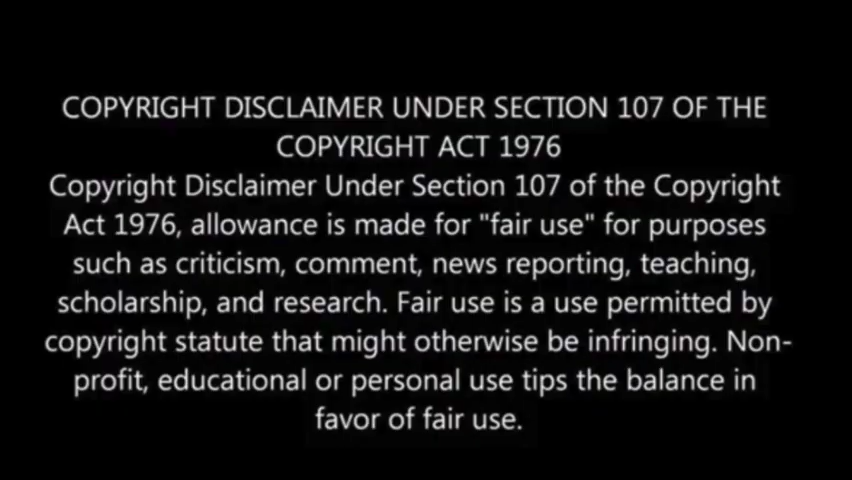 COPYRIGHT DISCLAIMER UNDER SECTION 107 OF THE
COPYRIGHT ACT 1976
Copyright Disclaimer Under Section 107 of the Copyright
Act 1976, allowance is made for "fair use" for purposes
such as criticism, comment, news reporting, teaching,
scholarship, and research. Fair use is a use permitted by
copyright statute that might otherwise be infringing. Non-
profit, educational or personal use tips the balance in
favor of fair use.